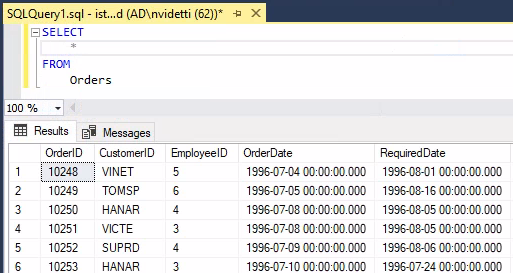 SQLQuery1.sql - ist...d (AD\nvidetti (62))*
SELECT
*
FROM
Orders
100 %
Results Messages
OrderID CustomerID EmployeeID OrderDate RequiredDate
1 10248 VINET 5 1996-07-04 00:00:00.000 1996-08-01 00:00:00.000
2 10249 TOMSP 6 1996-07-05 00:00:00.000 1996-08-16 00:00:00.000
3 10250 HANAR 4 1996-07-08 00:00:00.000 1996-08-05 00:00:00.000
4 10251 VICTE 3 1996-07-08 00:00:00.000 1996-08-05 00:00:00.000
5 10252 SUPRD 4 1996-07-09 00:00:00.000 1996-08-06 00:00:00.000
6 10253 HANAR 3 1996-07-10 00:00:00.000 1996-07-24 00:00:00.000